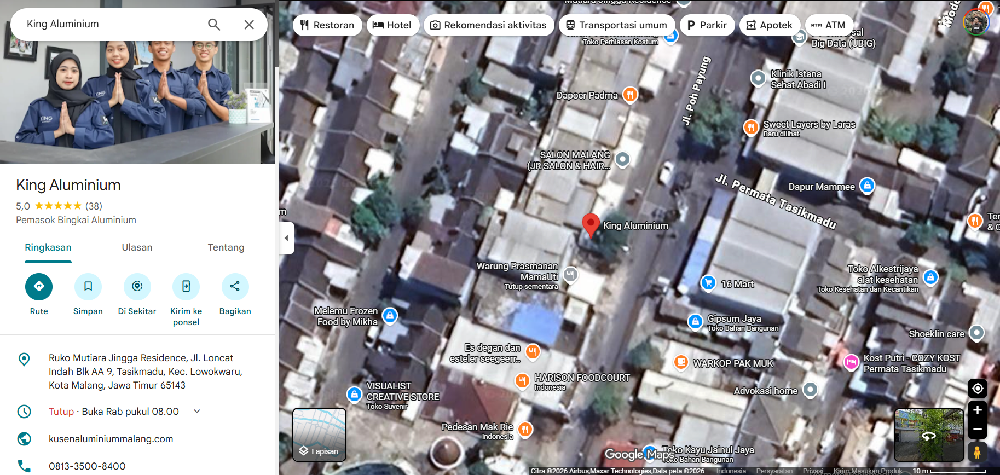 King Aluminium
KING
King Aluminium
5,0
(38)
Pemasok Bingkai Aluminium
Ringkasan
Ulasan
Tentang
Rute
Simpan
Di Sekitar
Kirim ke
ponsel
Bagikan
Ruko Mutiara Jingga Residence, Jl. Loncat
Indah Blk AA 9, Tasikmadu, Kec. Lowokwaru,
Kota Malang, Jawa Timur 65143
Tutup · Buka Rab pukul 08.00
kusenaluminiummalang.com
0813-3500-8400
Mutiara Jingga Residence
Restoran
Hotel
Rekomendasi aktivitas
Transportasi umum
Parkir
Apotek
ATM
ATM
Toko Perhiasan Kostum
Big Data (UBIG)
Jl. Poh Payung
Klinik Istana
Sehat Abadi I
Dapoer Padma
Sweet Layers by Laras
Baru dilihat
SALON MALANG
(JR SALON & HAIR...
Jl. Permata Tasikmadu
Dapur Mammee
King Aluminium
Ter
& C
Warung Prasmanan
MamaUti
Tutup sementara
16 Mart
Toko Alkestrijaya
alat kesehatan
Toko Kesehatan dan Kecantikan
Melemu Frozen
Food by Mikha
Gipsum Jaya
Toko Bahan Bangunan
Shoeklin care
Es degan dan
esteler seegeerr..
WARKOP PAK MUK
Kost Putri - COZY KOST
Permata Tasikmadu
HARISON FOODCOURT
Indonesia
VISUALIST
CREATIVE STORE
Toko Suvenir
Advokasi home
Pedesan Mak Rie
Indonesia
Lapisan
Toko Kayu Jainul Jaya
Toko Bahan Bangunan
Google Maps
Citra ©2026 Airbus,Maxar Technologies,Data peta ©2026
Indonesia
Persyaratan
Privasi
Kirim Masukan Produk
10 m